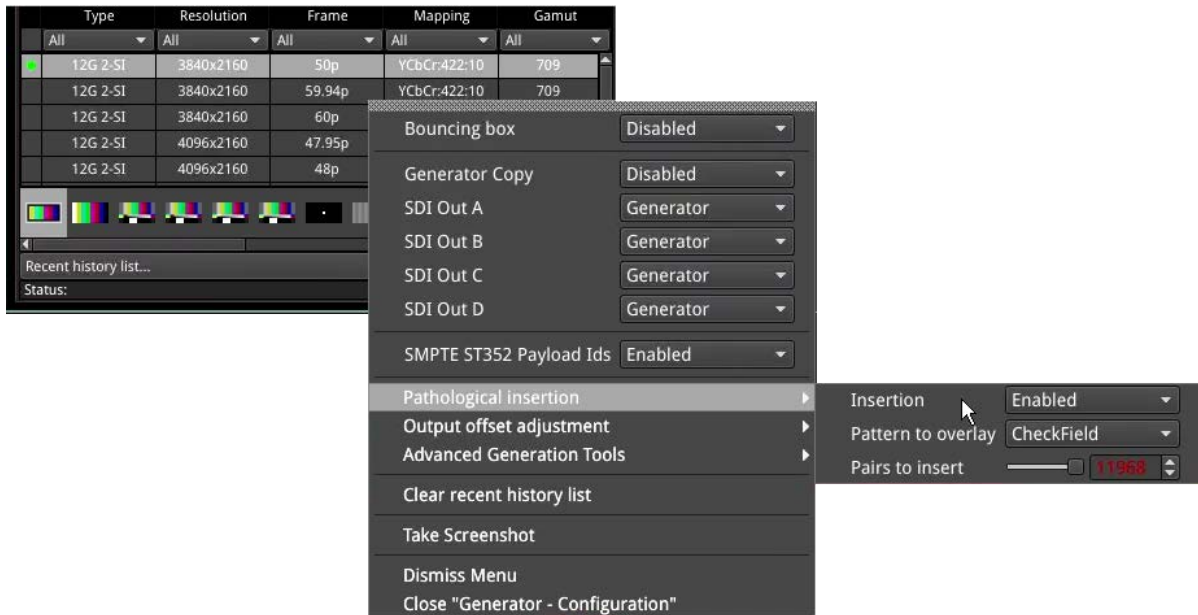 Type Resolution Frame Mapping Gamut
All All All All All
12G 2-SI 3840x2160 50p YCbCr:422:10 709
12G 2-SI 3840x2160 59.94p YCbCr:422:10 709
12G 2-SI 3840x2160 60p
12G 2-SI 4096x2160 47.95p
12G 2-SI 4096x2160 48p
Recent history list...
Status:
Bouncing box Disabled
Generator Copy Disabled
SDI Out A Generator
SDI Out B Generator
SDI Out C Generator
SDI Out D Generator
SMPTE ST352 Payload Ids Enabled
Pathological insertion
Output offset adjustment
Advanced Generation Tools
Clear recent history list
Take Screenshot
Dismiss Menu
Close "Generator - Configuration"
Insertion Enabled
Pattern to overlay CheckField
Pairs to insert 11968